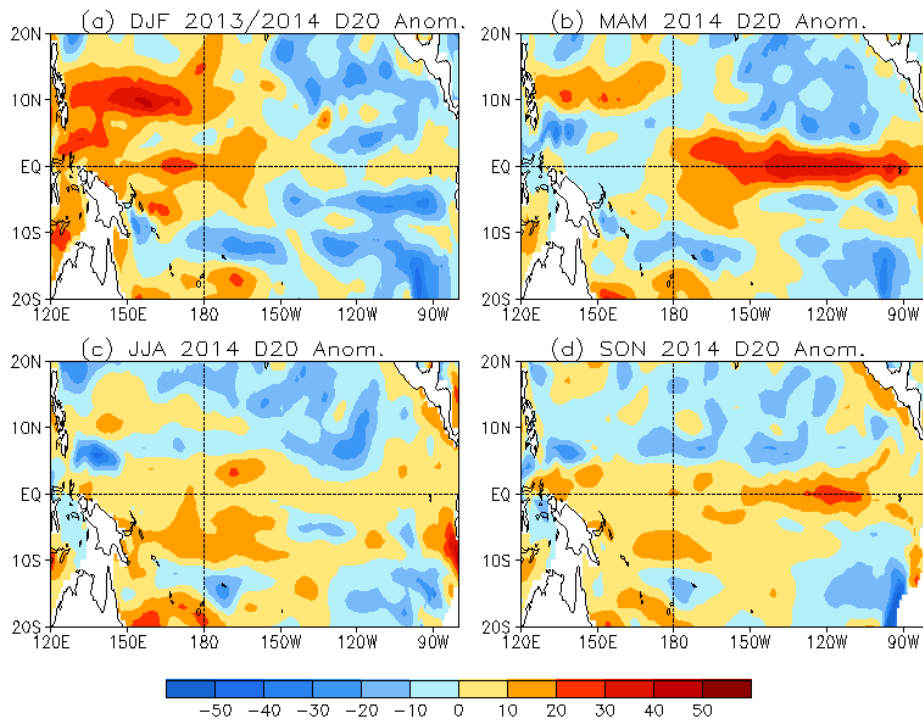 (a) DJF 2013/2014 D20 Anom.
(b) MAM 2014 D20 Anom.
20N
10N
EQ
10S
20S
120E 150E 180 150W 120W 90W
20N
10N
EQ
10S
20S
120E 150E 180 150W 120W 90W
(c) JJA 2014 D20 Anom.
(d) SON 2014 D20 Anom.
20N
10N
EQ
10S
20S
120E 150E 180 150W 120W 90W
20N
10N
EQ
10S
20S
120E 150E 180 150W 120W 90W
-50 -40 -30 -20 -10 0 10 20 30 40 50